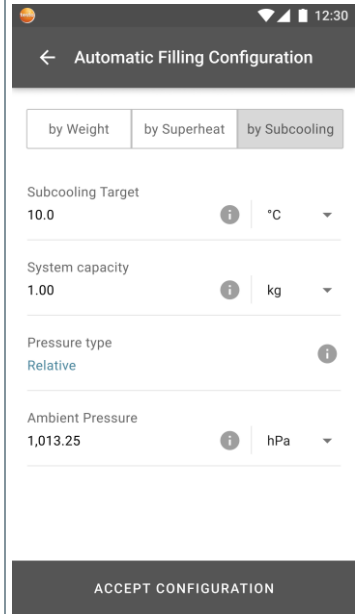 12:30
Automatic Filling Configuration
by Weight by Superheat by Subcooling
Subcooling Target
10.0 °C
System capacity
1.00 kg
Pressure type
Relative
Ambient Pressure
1,013.25 hPa
ACCEPT CONFIGURATION